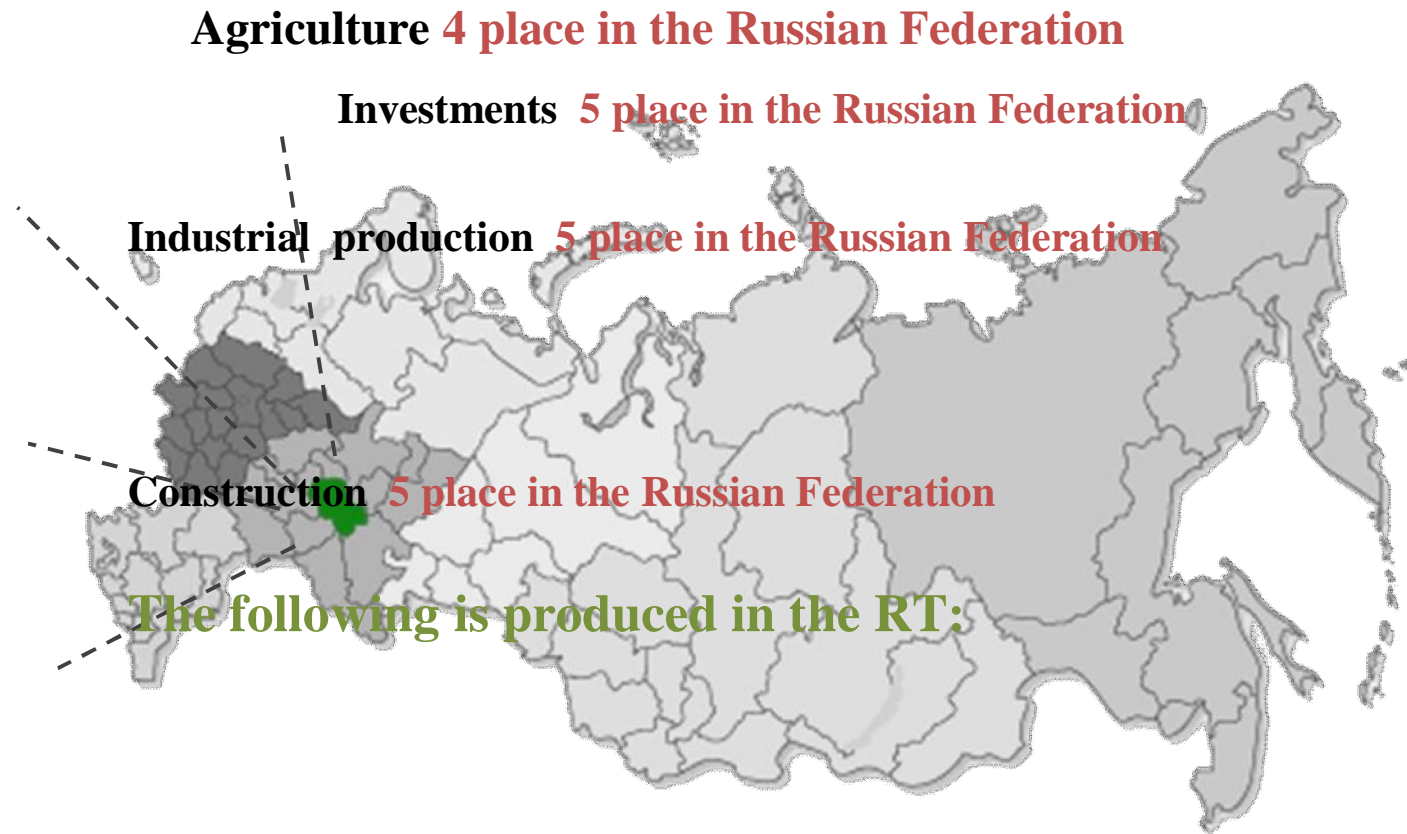 Agriculture 4 place in the Russian Federation
Investments 5 place in the Russian Federation
Industrial production 5 place in the Russian Federation
Construction 5 place in the Russian Federation
The following is produced in the RT: